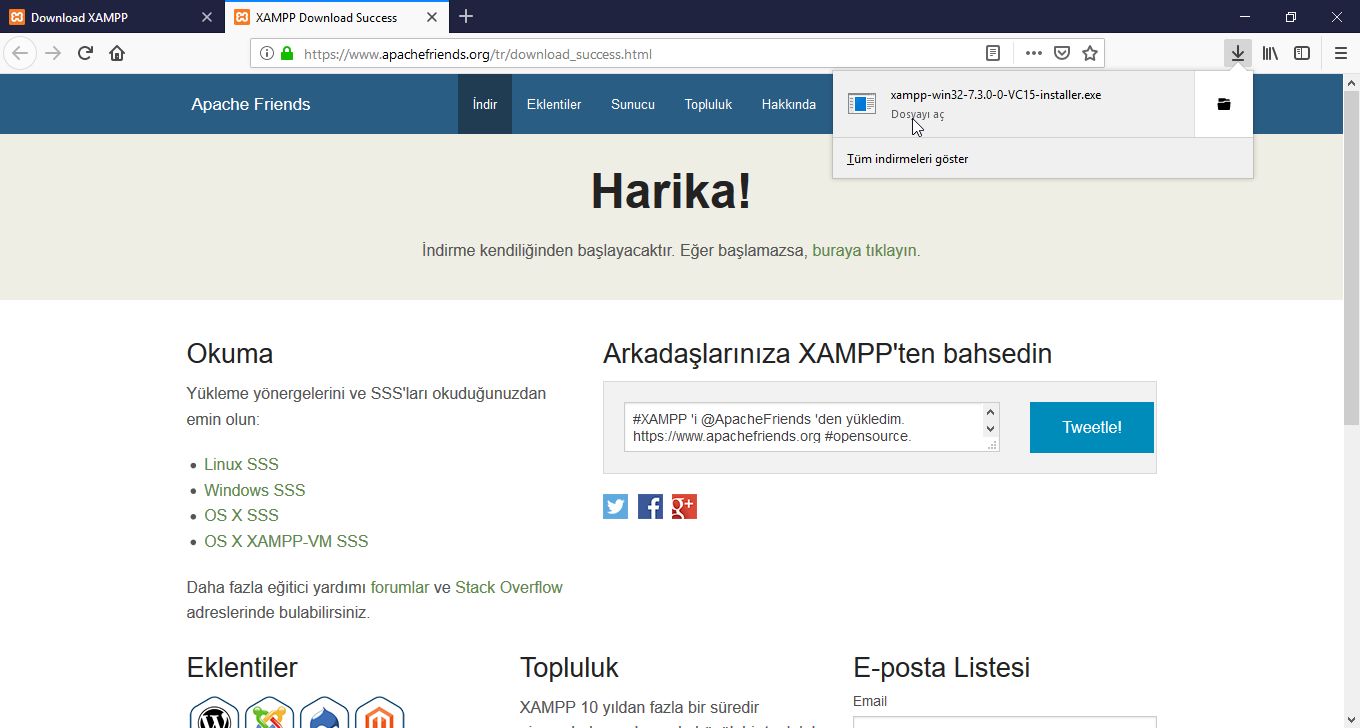 Download XAMPP
XAMPP Download Success
https://www.apachefriends.org/tr/download_success.html
xampp-win32-7.3.0-0-VC15-installer.exe
Dosyayı aç
Tüm indirmeleri göster
Apache Friends
İndir
Eklentiler
Sunucu
Topluluk
Hakkında
Harika!
İndirme kendiliğinden başlayacaktır. Eğer başlamazsa, buraya tıklayın.
Okuma
Yükleme yönergelerini ve SSS'ları okuduğunuzdan
emin olun:
Linux SSS
Windows SSS
OS X SSS
OS X XAMPP-VM SSS
Daha fazla eğitici yardımı forumlar ve Stack Overflow
adreslerinde bulabilirsiniz.
Arkadaşlarınıza XAMPP'ten bahsedin
#XAMPP 'i @ApacheFriends 'den yükledim.
https://www.apachefriends.org #opensource.
Tweetle!
Eklentiler
Topluluk
XAMPP 10 yıldan fazla bir süredir
E-posta Listesi
Email